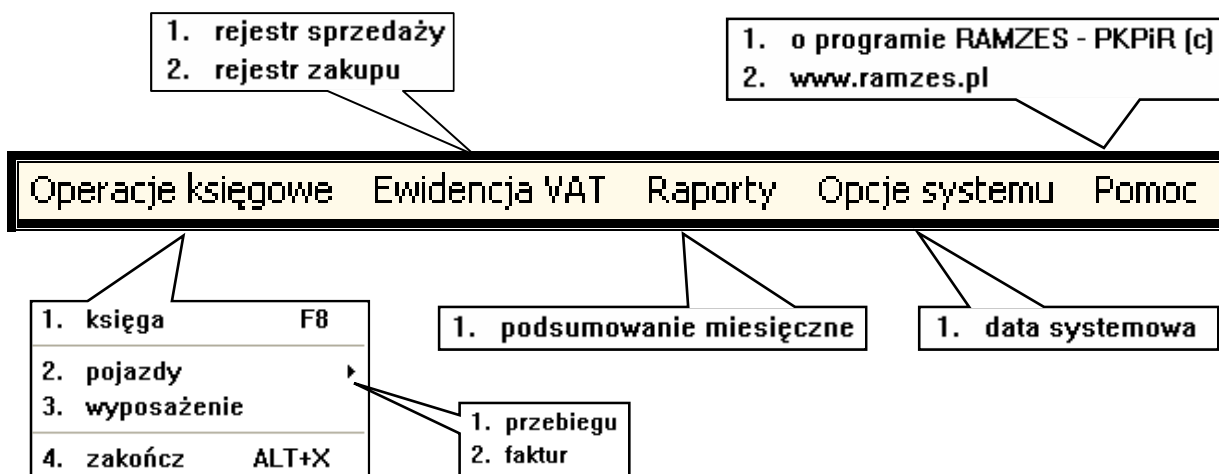 1. rejestr sprzedaży
2. rejestr zakupu
1. o programie RAMZES - PKPiR (c)
2. www.ramzes.pl
Operacje księgowe Ewidencja VAT Raporty Opcje systemu Pomoc
1. księga F8
2. pojazdy
3. wyposażenie
4. zakończ ALT+X
1. przebiegu
2. faktur
1. podsumowanie miesięczne
1. data systemowa